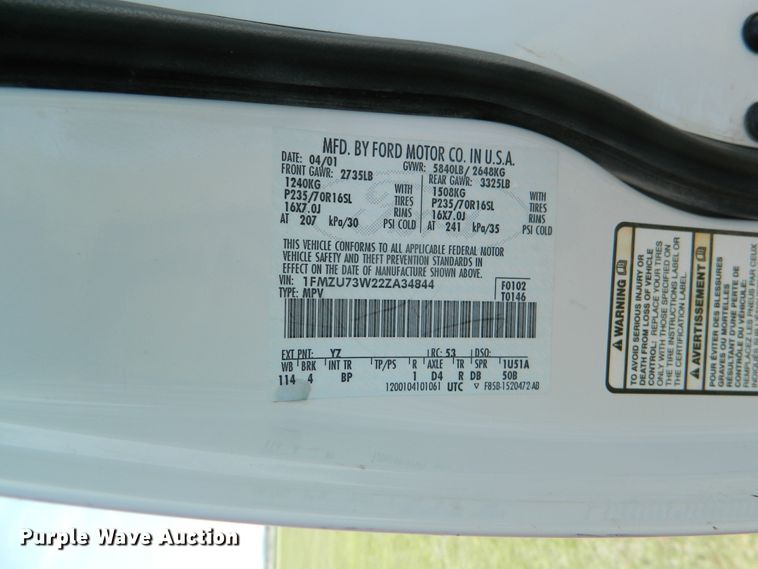 MFD. BY FORD MOTOR CO. IN U.S.A.
DATE: 04/01 GVWR: 5840LB/ 2648KG
FRONT GAWR: 2735LB REAR GAWR: 3325LB
1240KG WITH 1508KG WITH
P235/70R16SL TIRES P235/70R16SL TIRES
16X7.0J RIMS 16X7.0J RIMS
AT 207 kPa/30 PSI COLD AT 241 kPa/35 PSI COLD
THIS VEHICLE CONFORMS TO ALL APPLICABLE FEDERAL MOTOR
VEHICLE SAFETY AND THEFT PREVENTION STANDARDS IN
EFFECT ON THE DATE OF MANUFACTURE SHOWN ABOVE.
VIN: 1FMZU73W22ZA34844 F0102
TYPE: MPV T0146
EXT PNT: YZ RC: 53 DSO:
WB BRK INT TR TP/PS R AXLE TR SPR 1U51A
114 4 BP 1 D4 R DB 50B
1200104101061 UTC F85B-1520472-AB
WARNING
TO AVOID SERIOUS INJURY OR
DEATH FROM LOSS OF VEHICLE
CONTROL: REPLACE YOUR TIRES
ONLY WITH THOSE SPECIFIED ON
THE TIRE INSTRUCTIONS LABEL OR
THE CERTIFICATION LABEL.
AVERTISSEMENT
POUR ÉVITER DES BLESSURES
GRAVES OU MORTELLES
RÉSULTANT D'UNE PERTE DE
CONTRÔLE DU VÉHICULE:
REMPLACEZ LES PNEUS PAR CEUX
Purple Wave Auction